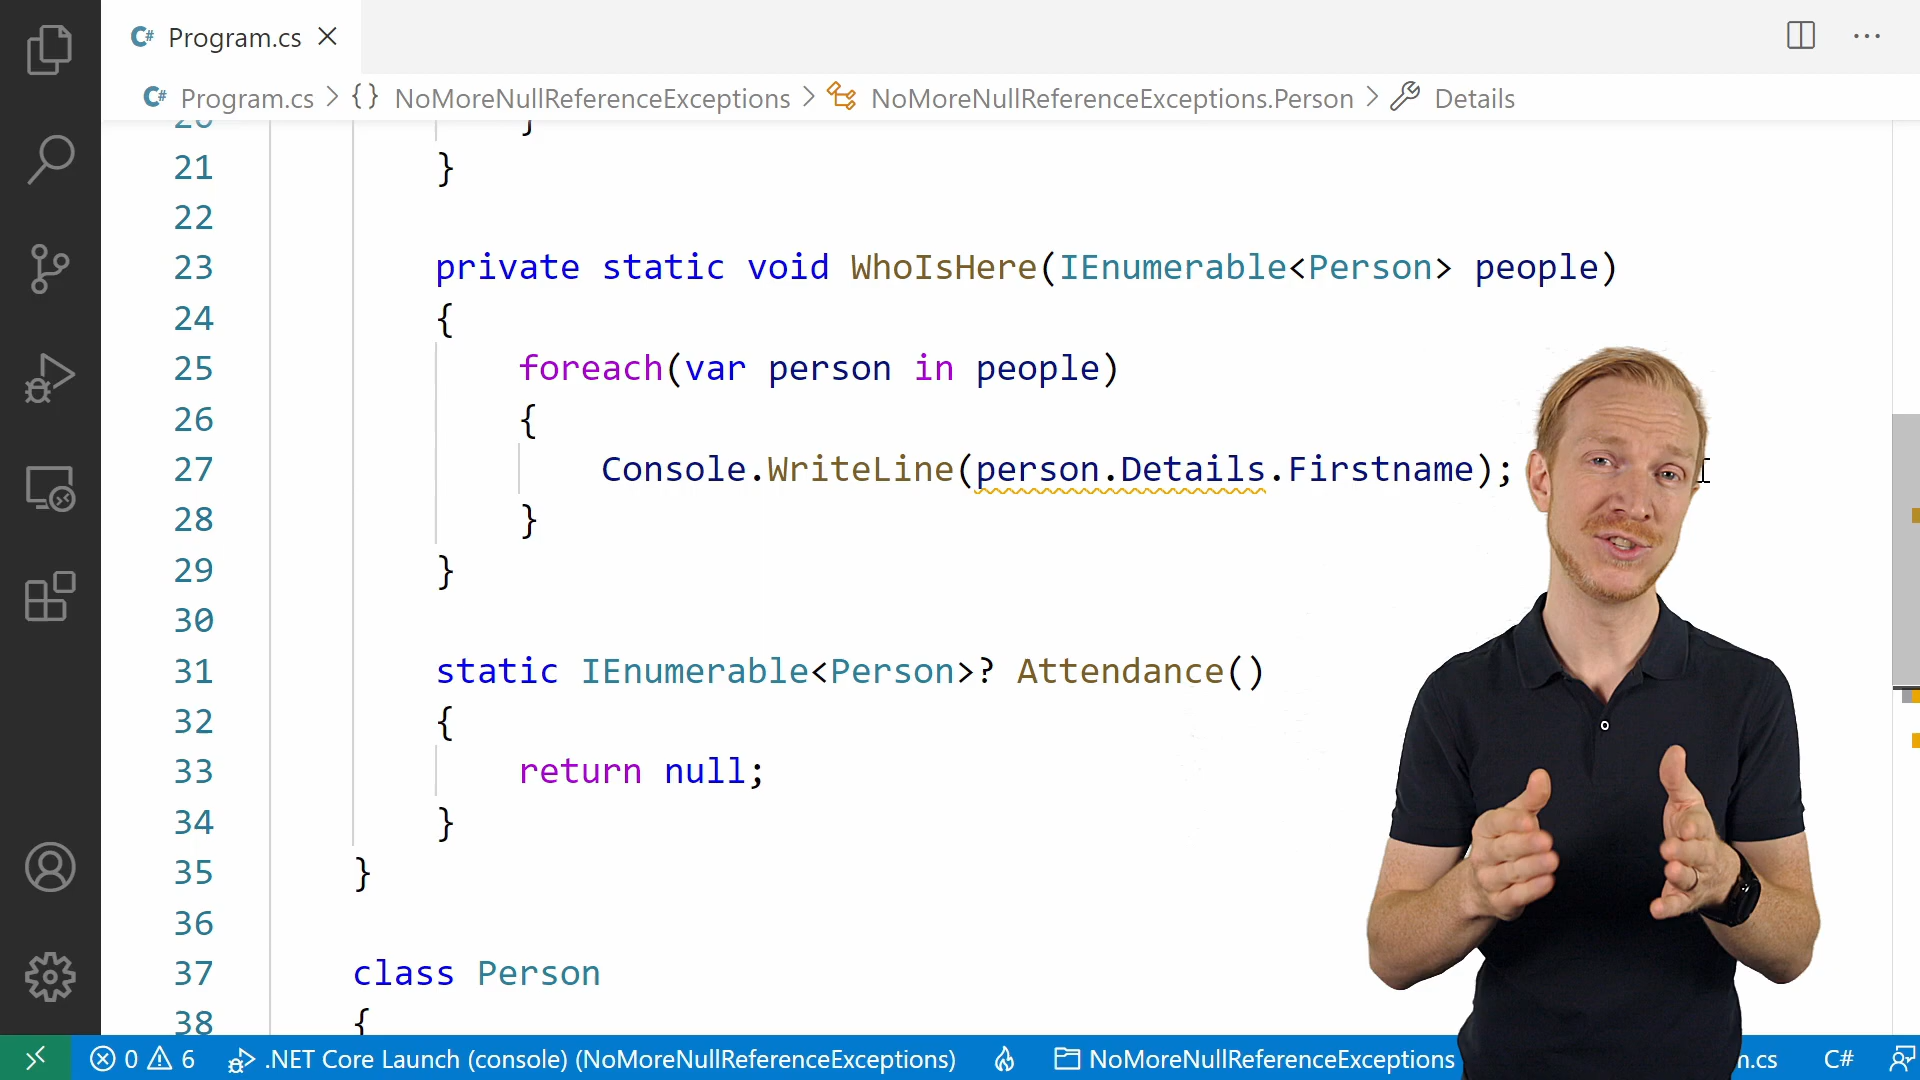 C# Program.cs
C# Program.cs > {} NoMoreNullReferenceExceptions > NoMoreNullReferenceExceptions.Person > Details
20 }
21 }
22
23 private static void WhoIsHere(IEnumerable<Person> people)
24 {
25 foreach(var person in people)
26 {
27 Console.WriteLine(person.Details.Firstname);
28 }
29 }
30
31 static IEnumerable<Person>? Attendance()
32 {
33 return null;
34 }
35 }
36
37 class Person
38 {
0 6 .NET Core Launch (console) (NoMoreNullReferenceExceptions) NoMoreNullReferenceExceptions .cs C#